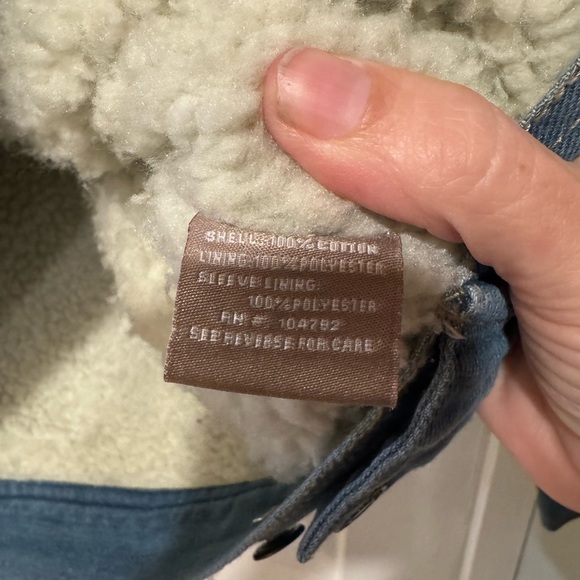 SHELL: 100% COTTON
LINING: 100% POLYESTER
SLEEVE LINING:
100% POLYESTER
RN #: 104792
SEE REVERSE FOR CARE